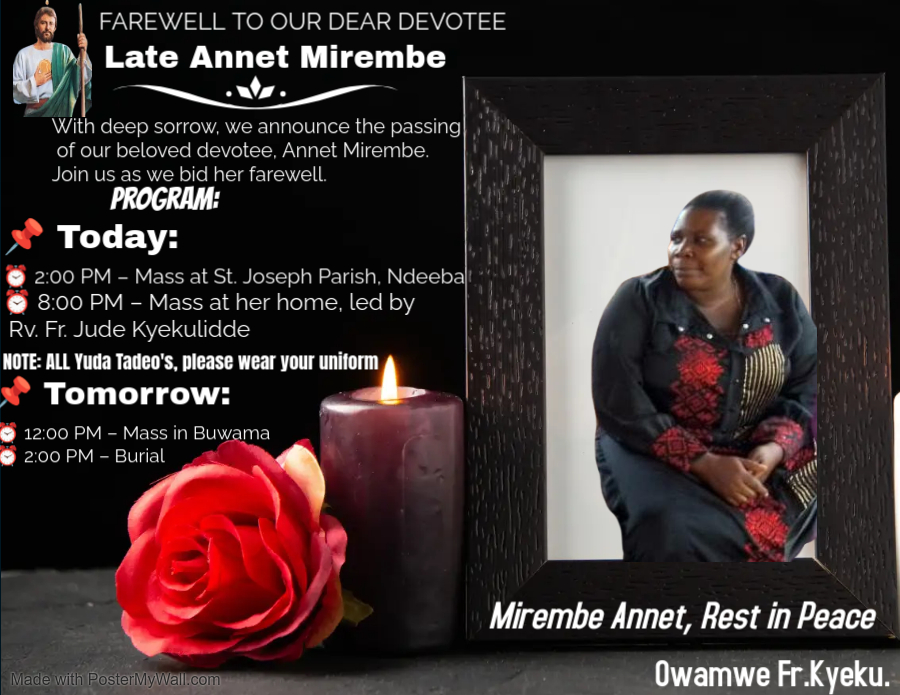 FAREWELL TO OUR DEAR DEVOTEE
Late Annet Mirembe
With deep sorrow, we announce the passing
of our beloved devotee, Annet Mirembe.
Join us as we bid her farewell.
PROGRAM:
Today:
2:00 PM – Mass at St. Joseph Parish, Ndeeba
8:00 PM – Mass at her home, led by
Rv. Fr. Jude Kyekulidde
NOTE: ALL Yuda Tadeo's, please wear your uniform
Tomorrow:
12:00 PM – Mass in Buwama
2:00 PM – Burial
Mirembe Annet, Rest in Peace
Owamwe Fr.Kyeku.
Made with PosterMyWall.com